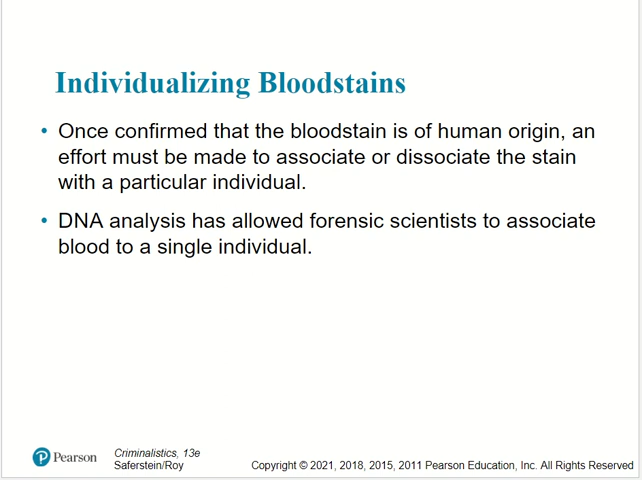 Individualizing Bloodstains
• Once confirmed that the bloodstain is of human origin, an
effort must be made to associate or dissociate the stain
with a particular individual.
• DNA analysis has allowed forensic scientists to associate
blood to a single individual.
Pearson
Criminalistics, 13e
Saferstein/Roy
Copyright © 2021, 2018, 2015, 2011 Pearson Education, Inc. All Rights Reserved